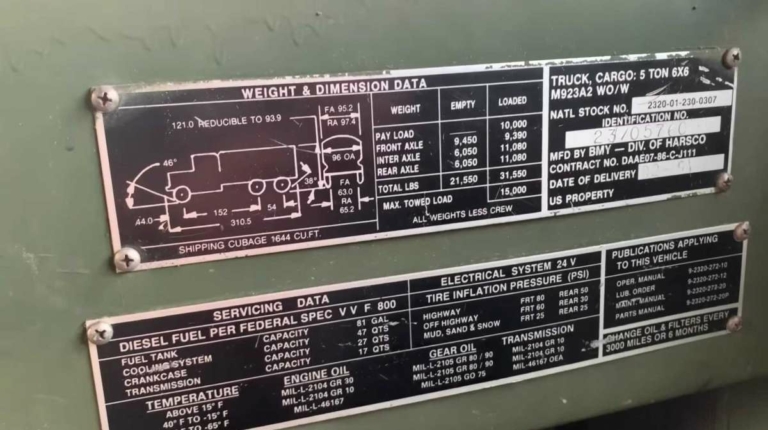 WEIGHT & DIMENSION DATA
121.0 REDUCIBLE TO 93.9
FA 95.2
RA 97.4
46°
96 OA
38°
FA
63.0
RA
65.2
44.0
152
54
310.5
SHIPPING CUBAGE 1644 CU.FT.
WEIGHT EMPTY LOADED
PAY LOAD 10,000
FRONT AXLE 9,450 9,390
INTER AXLE 6,050 11,080
REAR AXLE 6,050 11,080
TOTAL LBS 21,550 31,550
MAX. TOWED LOAD 15,000
ALL WEIGHTS LESS CREW
TRUCK, CARGO: 5 TON 6X6
M923A2 WO/W
NATL STOCK NO. 2320-01-230-0307
IDENTIFICATION NO.
MFD BY BMY – DIV. OF HARSCO
CONTRACT NO. DAAE07-86-C-J111
DATE OF DELIVERY
US PROPERTY
SERVICING DATA
DIESEL FUEL PER FEDERAL SPEC V V F 800
FUEL TANK CAPACITY 81 GAL
COOLING SYSTEM CAPACITY 47 QTS
CRANKCASE CAPACITY 27 QTS
TRANSMISSION CAPACITY 17 QTS
ELECTRICAL SYSTEM 24 V
TIRE INFLATION PRESSURE (PSI)
HIGHWAY FRT 80 REAR 50
OFF HIGHWAY FRT 60 REAR 30
MUD, SAND & SNOW FRT 25 REAR 25
TEMPERATURE ENGINE OIL GEAR OIL TRANSMISSION
ABOVE 15° F MIL-L-2104 GR 30 MIL-L-2105 GR 80 / 90 MIL-2104 GR 10
40° F TO -15° F MIL-L-2104 GR 10 MIL-L-2105 GR 80 / 90 MIL-2104 GR 10
TO -65° F MIL-L-46167 MIL-L-2105 GO 75 MIL-46167 OEA
PUBLICATIONS APPLYING
TO THIS VEHICLE
OPER. MANUAL 9-2320-272-10
LUB. ORDER 9-2320-272-12
MAINT. MANUAL 9-2320-272-20
PARTS MANUAL 9-2320-272-20P
CHANGE OIL & FILTERS EVERY
3000 MILES OR 6 MONTHS